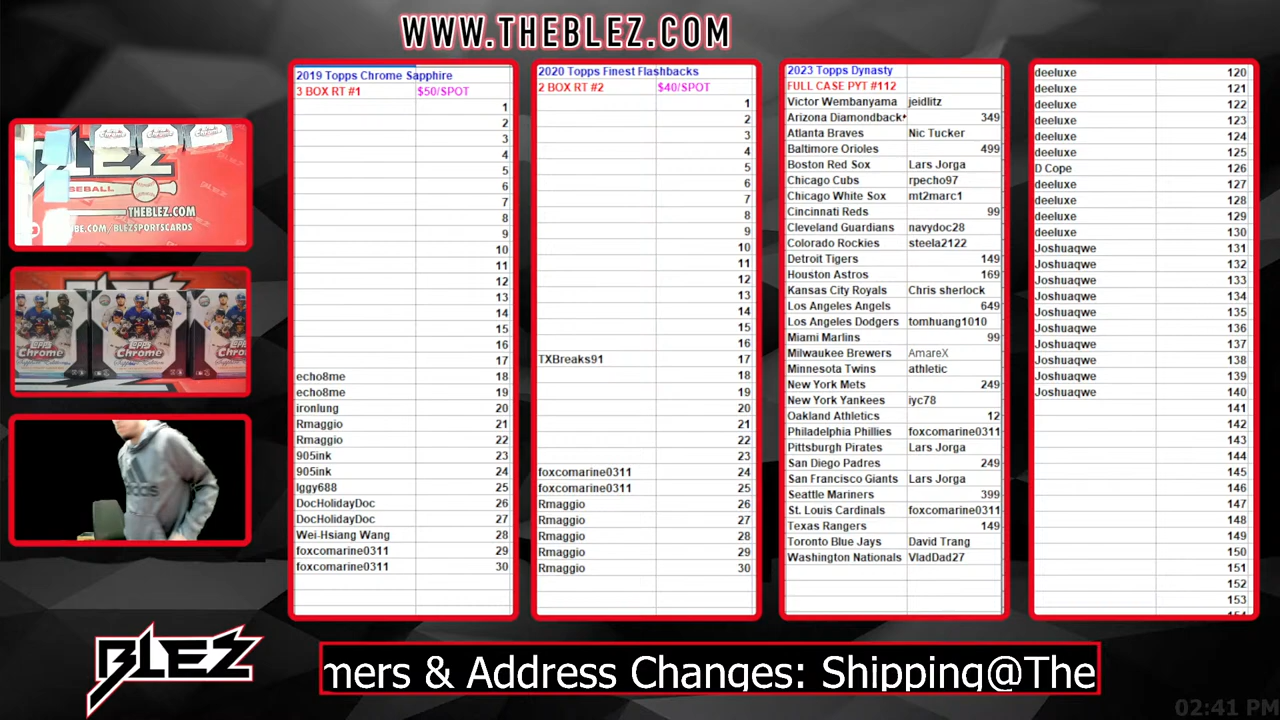 WWW.THEBLEZ.COM
2019 Topps Chrome Sapphire
3 BOX RT #1 $50/SPOT
1
2
3
4
5
6
7
8
9
10
11
12
13
14
15
16
17
echo8me 18
echo8me 19
ironlung 20
Rmaggio 21
Rmaggio 22
905ink 23
905ink 24
Iggy688 25
DocHolidayDoc 26
DocHolidayDoc 27
Wei-Hsiang Wang 28
foxcomarine0311 29
foxcomarine0311 30
2020 Topps Finest Flashbacks
2 BOX RT #2 $40/SPOT
1
2
3
4
5
6
7
8
9
10
11
12
13
14
15
16
TXBreaks91 17
18
19
20
21
22
23
foxcomarine0311 24
foxcomarine0311 25
Rmaggio 26
Rmaggio 27
Rmaggio 28
Rmaggio 29
Rmaggio 30
2023 Topps Dynasty
FULL CASE PYT #112
Victor Wembanyama jeidlitz
Arizona Diamondback 349
Atlanta Braves Nic Tucker
Baltimore Orioles 499
Boston Red Sox Lars Jorga
Chicago Cubs rpecho97
Chicago White Sox mt2marc1
Cincinnati Reds 99
Cleveland Guardians navydoc28
Colorado Rockies steela2122
Detroit Tigers 149
Houston Astros 169
Kansas City Royals Chris sherlock
Los Angeles Angels 649
Los Angeles Dodgers tomhuang1010
Miami Marlins 99
Milwaukee Brewers AmareX
Minnesota Twins athletic
New York Mets 249
New York Yankees iyc78
Oakland Athletics 12
Philadelphia Phillies foxcomarine0311
Pittsburgh Pirates Lars Jorga
San Diego Padres 249
San Francisco Giants Lars Jorga
Seattle Mariners 399
St. Louis Cardinals foxcomarine0311
Texas Rangers 149
Toronto Blue Jays David Trang
Washington Nationals VladDad27
deeluxe 120
deeluxe 121
deeluxe 122
deeluxe 123
deeluxe 124
deeluxe 125
D Cope 126
deeluxe 127
deeluxe 128
deeluxe 129
deeluxe 130
Joshuaqwe 131
Joshuaqwe 132
Joshuaqwe 133
Joshuaqwe 134
Joshuaqwe 135
Joshuaqwe 136
Joshuaqwe 137
Joshuaqwe 138
Joshuaqwe 139
Joshuaqwe 140
141
142
143
144
145
146
147
148
149
150
151
152
153
BLEZ
BASEBALL
THEBLEZ.COM
BE.COM/BLEZSPORTSCARDS
TOPPS Chrome
TOPPS Chrome
adidas
BLEZ
mers & Address Changes: Shipping@The
02:41 PM